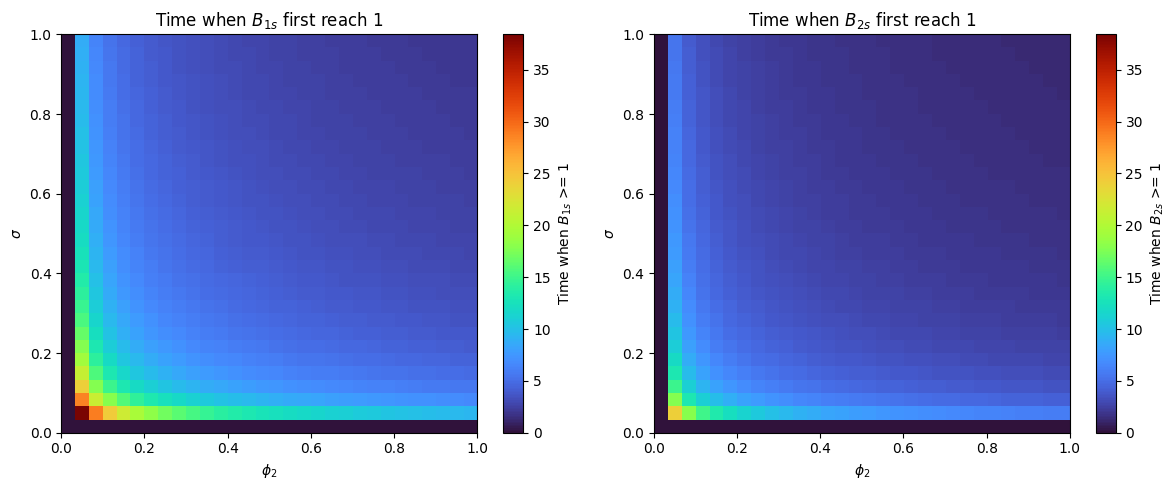 Time when $B_{1s}$ first reach 1
1.0
0.8
0.6
0.4
0.2
0.0
σ
0.0 0.2 0.4 0.6 0.8 1.0
$\phi_2$
35
30
25
20
15
10
5
0
Time when $B_{1s}$ >= 1
Time when $B_{2s}$ first reach 1
1.0
0.8
0.6
0.4
0.2
0.0
σ
0.0 0.2 0.4 0.6 0.8 1.0
$\phi_2$
35
30
25
20
15
10
5
0
Time when $B_{2s}$ >= 1